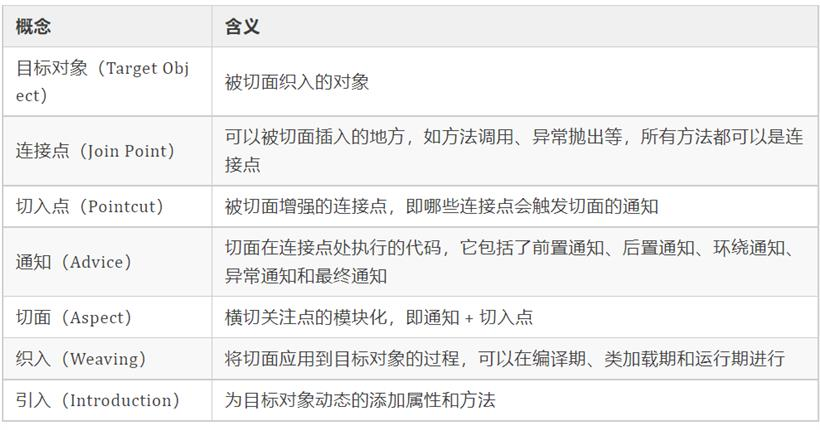 概念 含义
目标对象（Target Obj
ect） 被切面织入的对象
连接点（Join Point） 可以被切面插入的地方，如方法调用、异常抛出等，所有方法都可以是连
接点
切入点（Pointcut） 被切面增强的连接点，即哪些连接点会触发切面的通知
通知（Advice） 切面在连接点处执行的代码，它包括了前置通知、后置通知、环绕通知、
异常通知和最终通知
切面（Aspect） 横切关注点的模块化，即通知 + 切入点
织入（Weaving） 将切面应用到目标对象的过程，可以在编译期、类加载期和运行期进行
引入（Introduction） 为目标对象动态的添加属性和方法